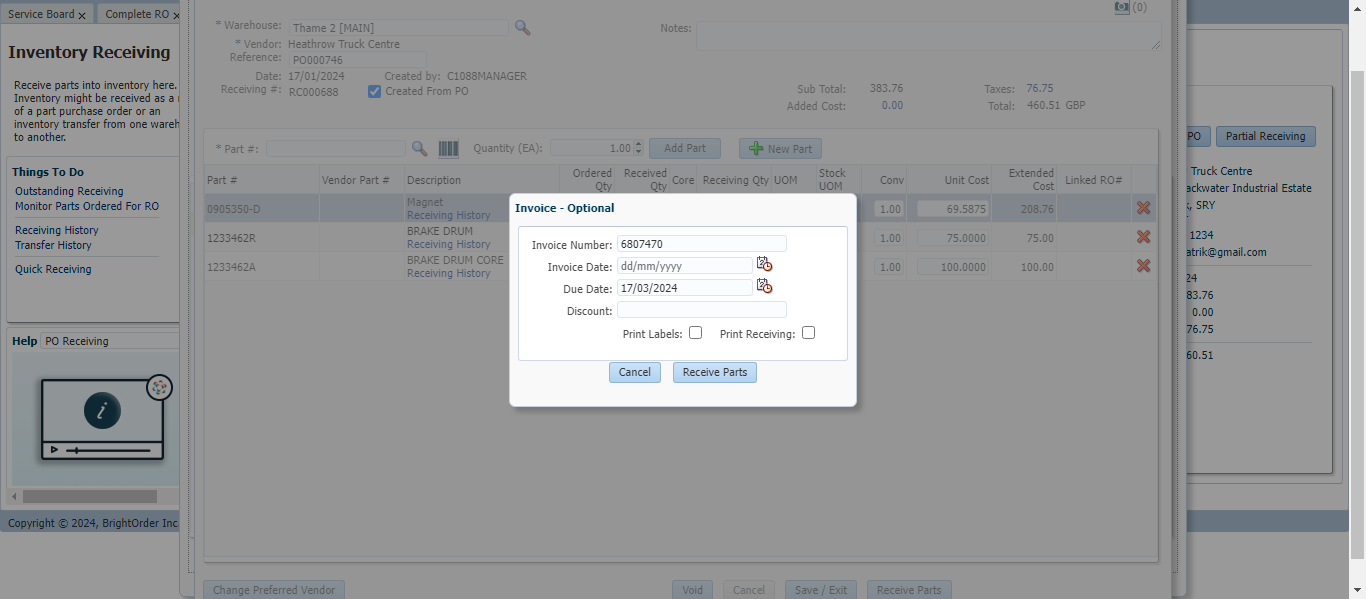 Service Board x
Complete RO x
Inventory Receiving
Receive parts into inventory here.
Inventory might be received as a
of a part purchase order or an
inventory transfer from one wareh
to another.
Things To Do
Outstanding Receiving
Monitor Parts Ordered For RO
Receiving History
Transfer History
Quick Receiving
Help PO Receiving
i
Copyright © 2024, BrightOrder Inc.
(0)
* Warehouse: Thame 2 [MAIN]
Notes:
* Vendor: Heathrow Truck Centre
Reference: PO000746
Date: 17/01/2024 Created by: C1088MANAGER
Receiving #: RC000688 Created From PO
Sub Total: 383.76 Taxes: 76.75
Added Cost: 0.00 Total: 460.51 GBP
* Part #: Quantity (EA): 1.00 Add Part New Part
Part # Vendor Part # Description Ordered Qty Received Qty Core Receiving Qty UOM Stock UOM Conv Unit Cost Extended Cost Linked RO#
0905350-D Magnet 1.00 69.5875 208.76
Receiving History
1233462R BRAKE DRUM 1.00 75.0000 75.00
Receiving History
1233462A BRAKE DRUM CORE 1.00 100.0000 100.00
Receiving History
Invoice - Optional
Invoice Number: 6807470
Invoice Date: dd/mm/yyyy
Due Date: 17/03/2024
Discount:
Print Labels: Print Receiving:
Cancel Receive Parts
Change Preferred Vendor Void Cancel Save / Exit Receive Parts
PO Partial Receiving
Truck Centre
ackwater Industrial Estate
, SRY
1234
atrik@gmail.com
24
83.76
0.00
76.75
60.51